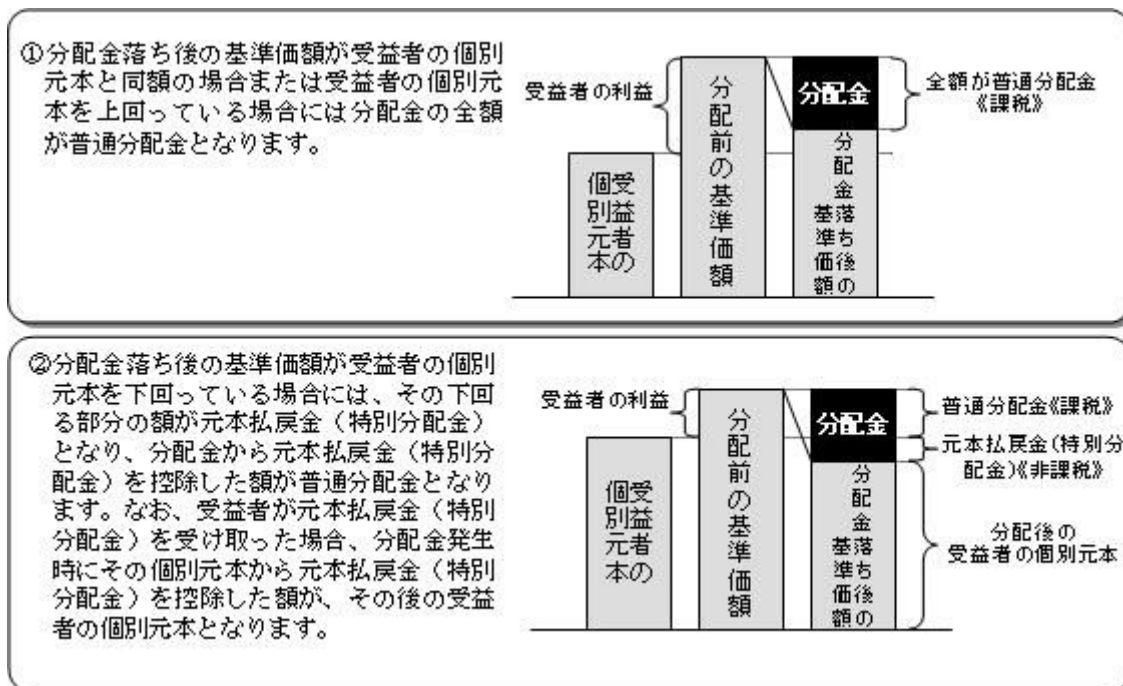 ①分配金落ち後の基準価額が受益者の個別
元本と同額の場合または受益者の個別元
本を上回っている場合には分配金の全額
が普通分配金となります。
受益者の利益
分配金
全額が普通分配金
《課税》
受益者の
個別元本
分配前の基準価額
分配金落ち後の
基準価額
②分配金落ち後の基準価額が受益者の個別
元本を下回っている場合には、その下回
る部分の額が元本払戻金（特別分配金）
となり、分配金から元本払戻金（特別分
配金）を控除した額が普通分配金となり
ます。なお、受益者が元本払戻金（特別
分配金）を受け取った場合、分配金発生
時にその個別元本から元本払戻金（特別
分配金）を控除した額が、その後の受益
者の個別元本となります。
受益者の利益
分配金
普通分配金《課税》
元本払戻金(特別分
配金)《非課税》
受益者の
個別元本
分配前の基準価額
分配金落ち後の
基準価額
分配後の
受益者の個別元本